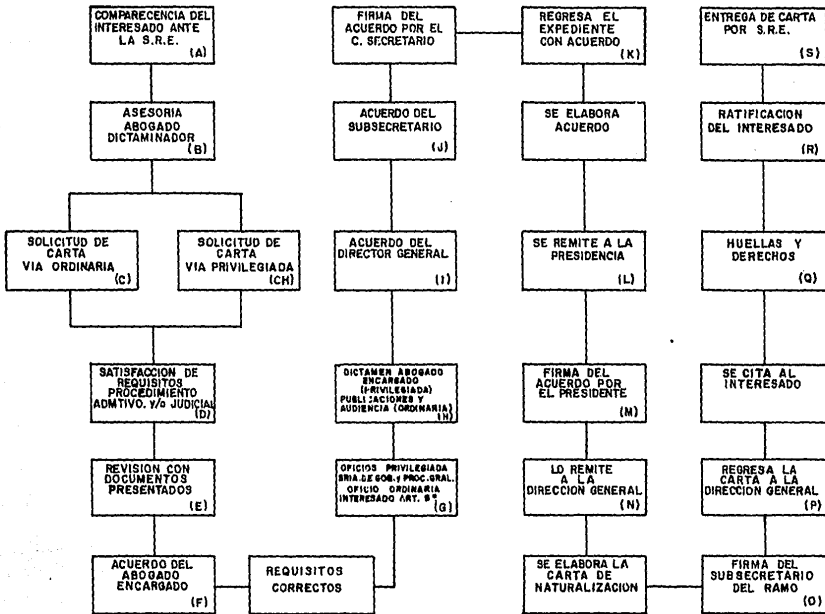 COMPARECENCIA DEL
INTERESADO ANTE
LA S.R.E.
(A)
ASESORIA
ABOGADO
DICTAMINADOR
(B)
SOLICITUD DE
CARTA
VIA ORDINARIA
(C)
SOLICITUD DE
CARTA
VIA PRIVILEGIADA
(CH)
SATISFACCION DE
REQUISITOS
PROCEDIMIENTO
ADMTIVO. y/o JUDICIAL
(D)
REVISION CON
DOCUMENTOS
PRESENTADOS
(E)
ACUERDO DEL
ABOGADO
ENCARGADO
(F)
REQUISITOS
CORRECTOS
OFICIOS PRIVILEGIADA
SRIA. DE GOB. y PROC. GRAL.
OFICIO ORDINARIA
INTERESADO ART. 8º
(G)
DICTAMEN ABOGADO
ENCARGADO
(PRIVILEGIADA)
PUBLICACIONES Y
AUDIENCIA (ORDINARIA)
(H)
ACUERDO DEL
DIRECTOR GENERAL
(I)
ACUERDO DEL
SUBSECRETARIO
(J)
FIRMA DEL
ACUERDO POR EL
C. SECRETARIO
REGRESA EL
EXPEDIENTE
CON ACUERDO
(K)
SE ELABORA
ACUERDO
SE REMITE A LA
PRESIDENCIA
(L)
FIRMA DEL
ACUERDO POR
EL PRESIDENTE
(M)
LO REMITE
A LA
DIRECCION GENERAL
(N)
SE ELABORA LA
CARTA DE
NATURALIZACION
FIRMA DEL
SUBSECRETARIO
DEL RAMO
(O)
REGRESA LA
CARTA A LA
DIRECCION GENERAL
(P)
SE CITA AL
INTERESADO
HUELLAS Y
DERECHOS
(Q)
RATIFICACION
DEL INTERESADO
(R)
ENTREGA DE CARTA
POR S.R.E.
(S)